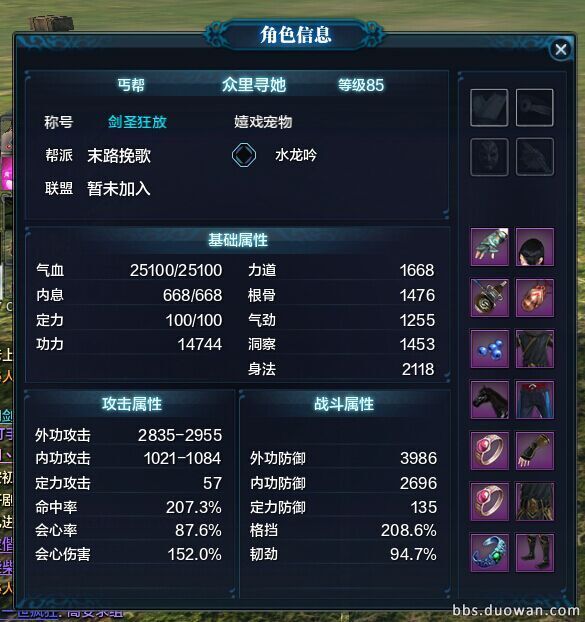 角色信息
丐帮 众里寻她 等级85
称号 剑圣狂放 嬉戏宠物
帮派 末路挽歌 水龙吟
联盟 暂未加入
基础属性
气血 25100/25100 力道 1668
内息 668/668 根骨 1476
定力 100/100 气劲 1255
功力 14744 洞察 1453
身法 2118
攻击属性
外功攻击 2835-2955
内功攻击 1021-1084
定力攻击 57
命中率 207.3%
会心率 87.6%
会心伤害 152.0%
战斗属性
外功防御 3986
内功防御 2696
定力防御 135
格挡 208.6%
韧劲 94.7%
bbs.duowan.com